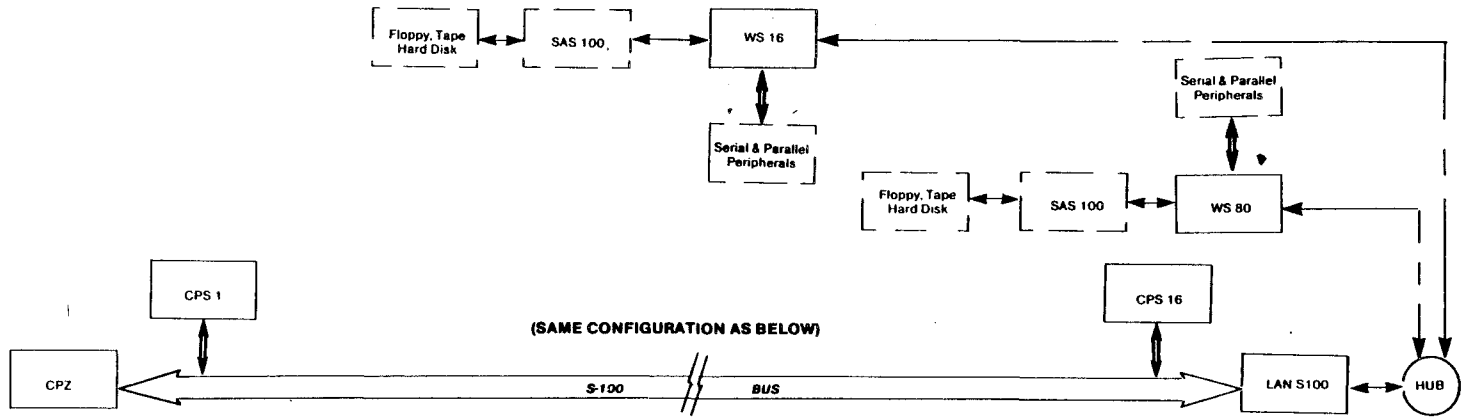 Floppy, Tape
Hard Disk
SAS 100
WS 16
Serial & Parallel
Peripherals
Serial & Parallel
Peripherals
Floppy, Tape
Hard Disk
SAS 100
WS 80
CPS 1
CPS 16
(SAME CONFIGURATION AS BELOW)
CPZ
S-100 BUS
LAN S100
HUB